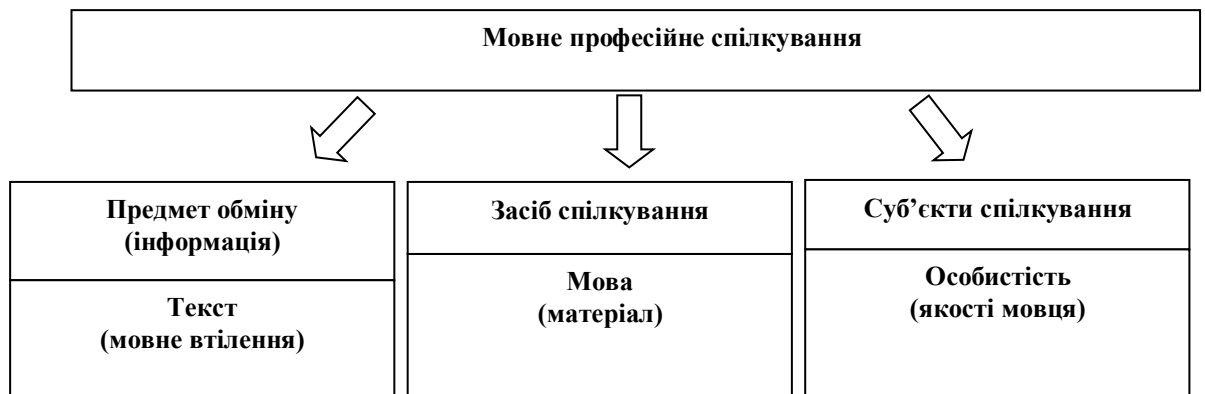 Мовне професійне спілкування
Предмет обміну
(інформація)
Текст
(мовне втілення)
Засіб спілкування
Мова
(матеріал)
Суб’єкти спілкування
Особистість
(якості мовця)